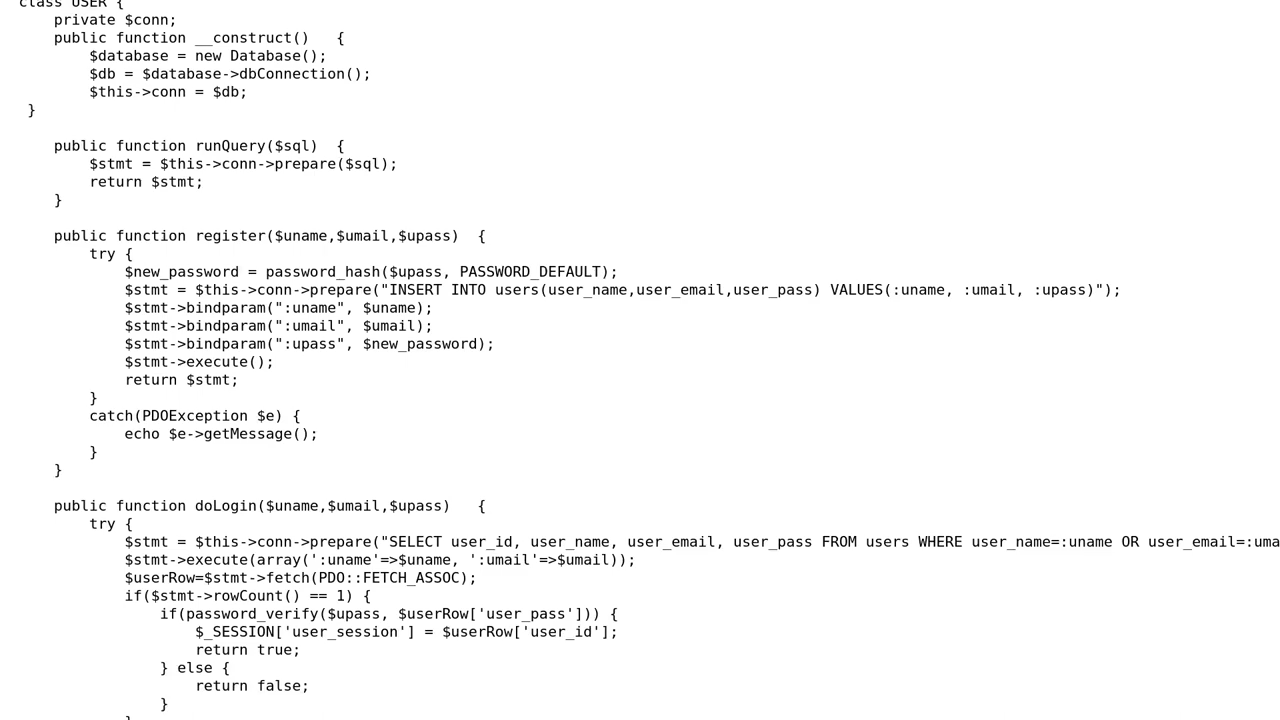 class USER {
private $conn;
public function __construct()   {
$database = new Database();
$db = $database->dbConnection();
$this->conn = $db;
}
public function runQuery($sql)  {
$stmt = $this->conn->prepare($sql);
return $stmt;
}
public function register($uname,$umail,$upass)  {
try {
$new_password = password_hash($upass, PASSWORD_DEFAULT);
$stmt = $this->conn->prepare("INSERT INTO users(user_name,user_email,user_pass) VALUES(:uname, :umail, :upass)");
$stmt->bindparam(":uname", $uname);
$stmt->bindparam(":umail", $umail);
$stmt->bindparam(":upass", $new_password);
$stmt->execute();
return $stmt;
}
catch(PDOException $e) {
echo $e->getMessage();
}
}
public function doLogin($uname,$umail,$upass)   {
try {
$stmt = $this->conn->prepare("SELECT user_id, user_name, user_email, user_pass FROM users WHERE user_name=:uname OR user_email=:uma
$stmt->execute(array(':uname'=>$uname, ':umail'=>$umail));
$userRow=$stmt->fetch(PDO::FETCH_ASSOC);
if($stmt->rowCount() == 1) {
if(password_verify($upass, $userRow['user_pass'])) {
$_SESSION['user_session'] = $userRow['user_id'];
return true;
} else {
return false;
}
}